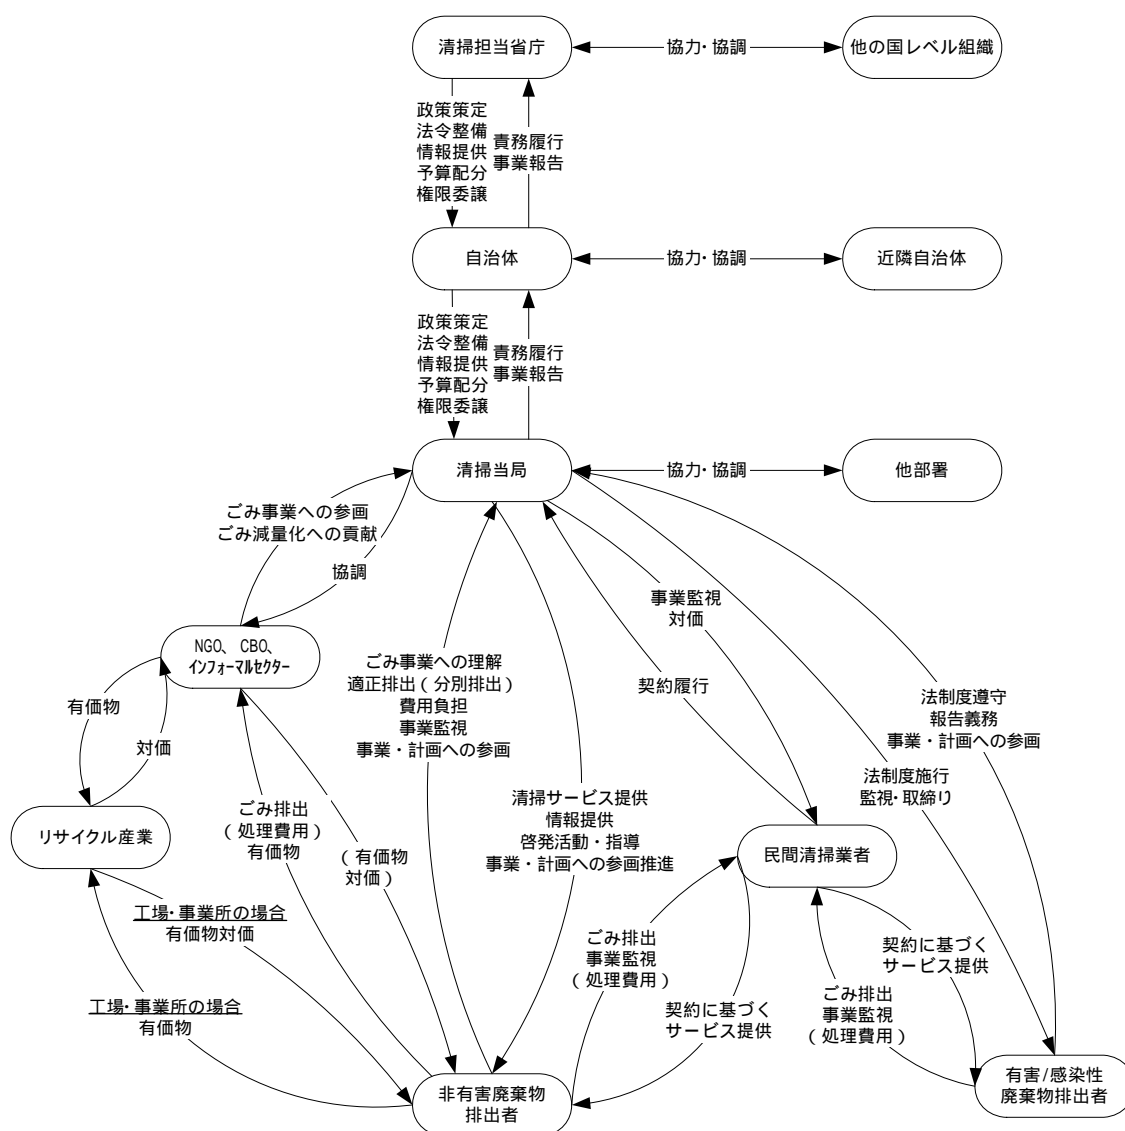 清掃担当省庁
協力・協調
他の国レベル組織
政策策定
法令整備
情報提供
予算配分
権限委譲
責務履行
事業報告
自治体
協力・協調
近隣自治体
政策策定
法令整備
情報提供
予算配分
権限委譲
責務履行
事業報告
清掃当局
協力・協調
他部署
ごみ事業への参画
ごみ減量化への貢献
協調
事業監視
対価
NGO、CBO、
インフォーマルセクター
ごみ事業への理解
適正排出(分別排出)
費用負担
事業監視
事業・計画への参画
契約履行
法制度遵守
報告義務
事業・計画への参画
有価物
対価
法制度施行
監視・取締り
清掃サービス提供
情報提供
啓発活動・指導
事業・計画への参画推進
リサイクル産業
ごみ排出
(処理費用)
有価物
(有価物
対価)
民間清掃業者
工場・事業所の場合
有価物対価
ごみ排出
事業監視
(処理費用)
契約に基づく
サービス提供
工場・事業所の場合
有価物
契約に基づく
サービス提供
ごみ排出
事業監視
(処理費用)
非有害廃棄物
排出者
有害/感染性
廃棄物排出者